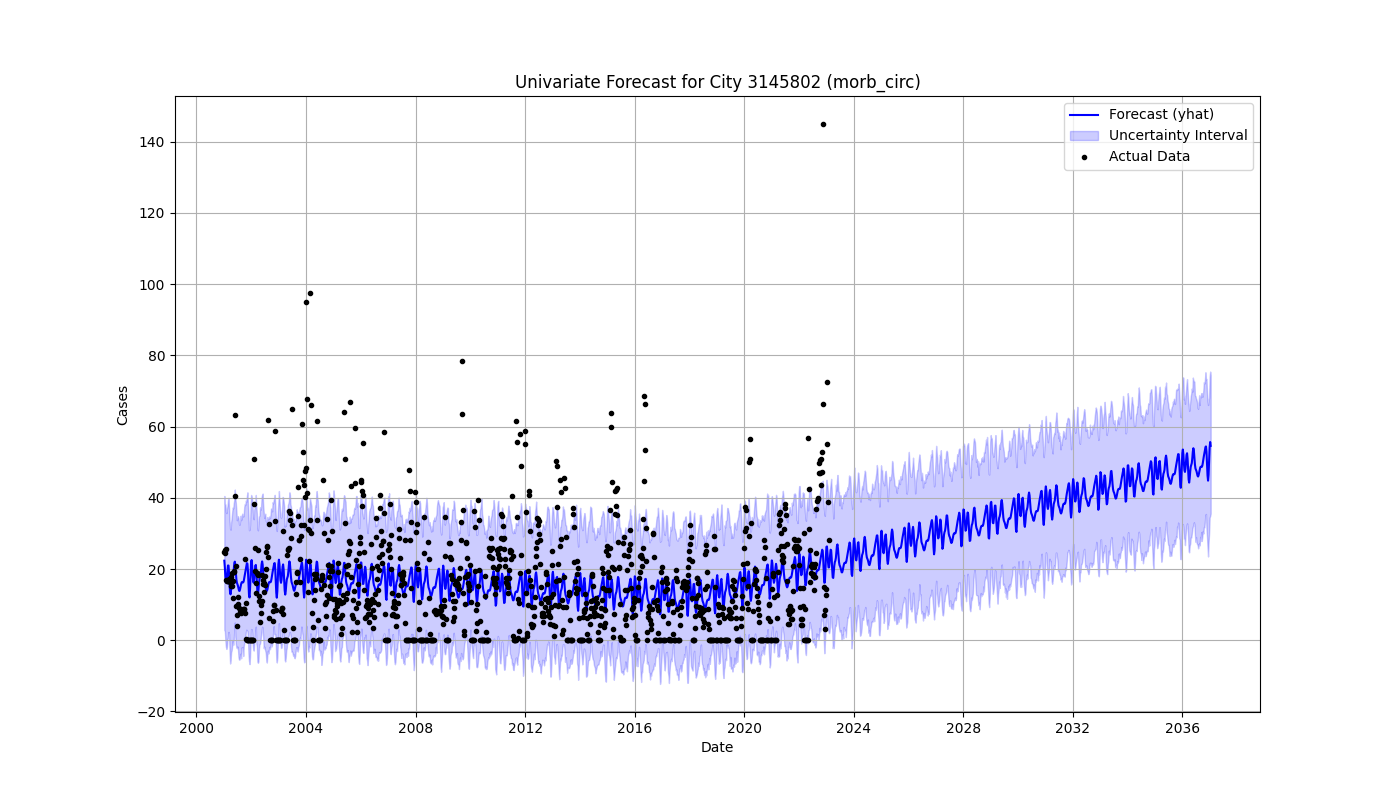 Univariate Forecast for City 3145802 (morb_circ)
Forecast (yhat)
Uncertainty Interval
Actual Data
Cases
140
120
100
80
60
40
20
0
−20
2000 2004 2008 2012 2016 2020 2024 2028 2032 2036
Date